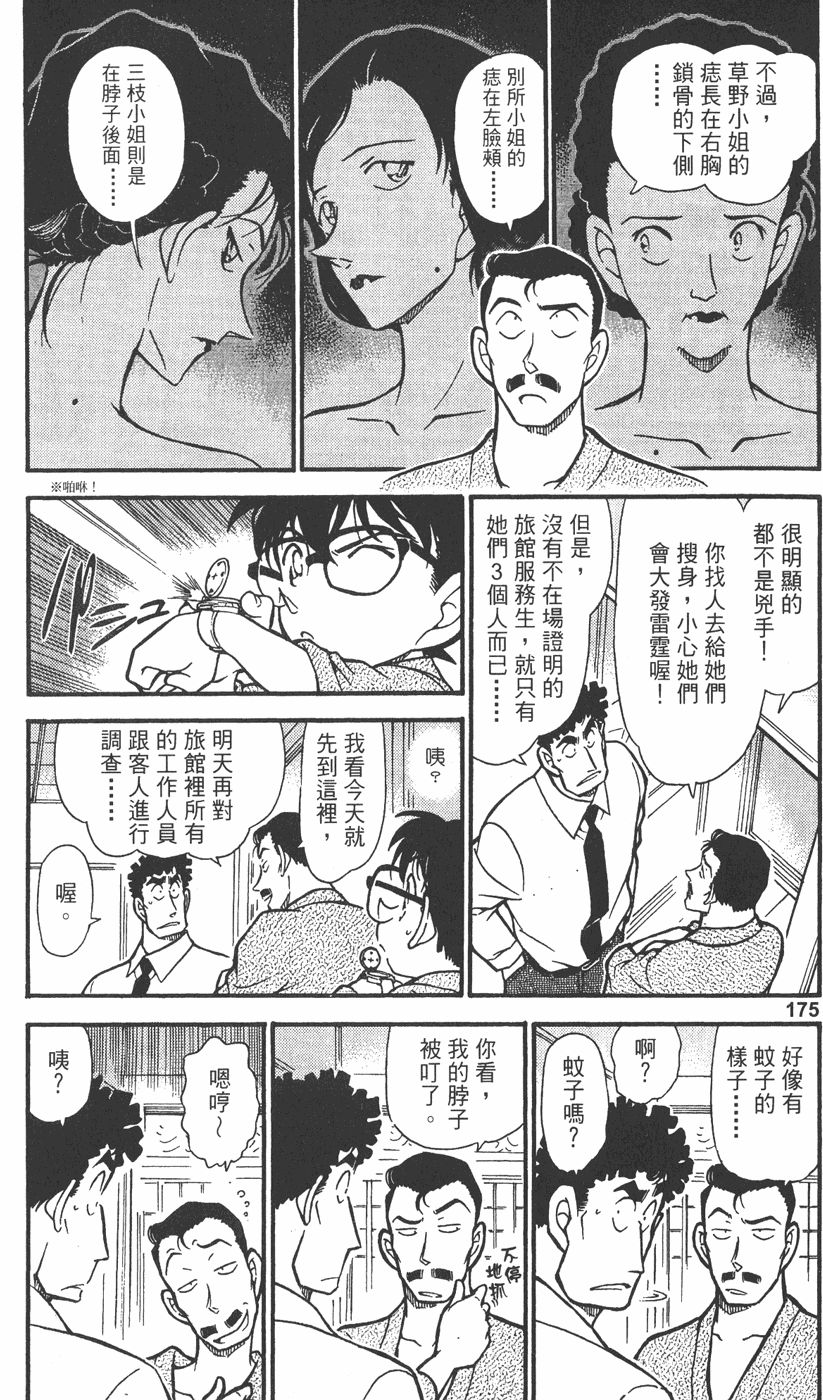 不過，
草野小姐的
痣長在右胸
鎖骨的下側
……
別所小姐的
痣在左臉頰……
三枝小姐則是
在脖子後面……
很明顯的
都不是兇手！
你找人去給她們
搜身，小心她們
會大發雷霆喔！
但是，
沒有不在場證明的
旅館服務生，就只有
她們3個人而已……
※啪咻！
パシュ
咦？
我看今天就
先到這裡，
明天再對
旅館裡所有
的工作人員
跟客人進行
調查……
喔。
175
好像有
蚊子的
樣子……
啊？
蚊子嗎？
你看，
我的脖子
被叮了。
不停
地抓
嗯哼～
咦？